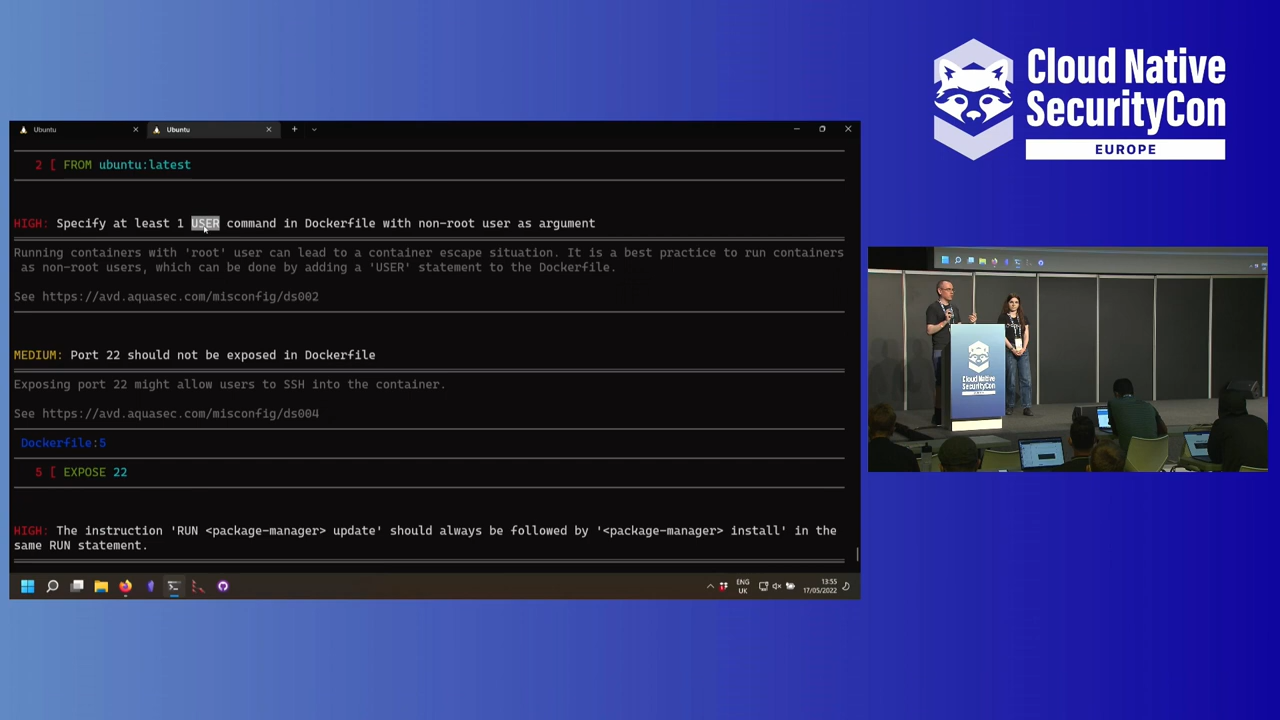 Cloud Native
SecurityCon
EUROPE
Ubuntu
Ubuntu
2 [ FROM ubuntu:latest
HIGH: Specify at least 1 USER command in Dockerfile with non-root user as argument
Running containers with 'root' user can lead to a container escape situation. It is a best practice to run containers
as non-root users, which can be done by adding a 'USER' statement to the Dockerfile.
See https://avd.aquasec.com/misconfig/ds002
MEDIUM: Port 22 should not be exposed in Dockerfile
Exposing port 22 might allow users to SSH into the container.
See https://avd.aquasec.com/misconfig/ds004
Dockerfile:5
5 [ EXPOSE 22
HIGH: The instruction 'RUN <package-manager> update' should always be followed by '<package-manager> install' in the
same RUN statement.
ENG
UK
13:55
17/05/2022
Cloud Native
SecurityCon